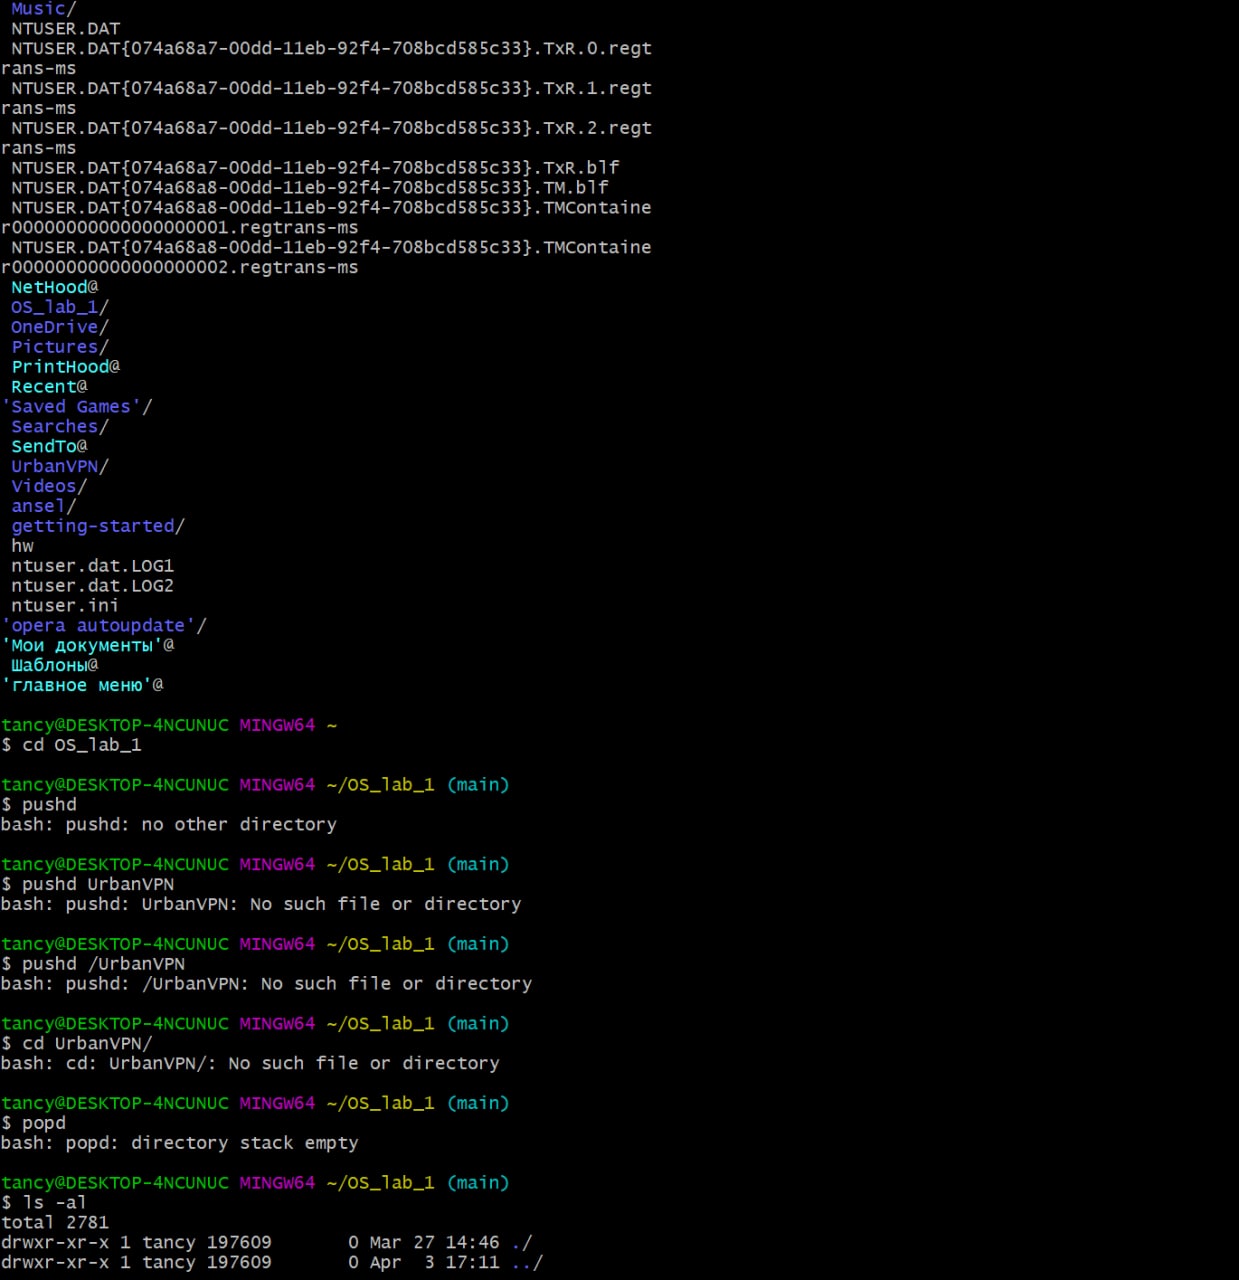 Music/
NTUSER.DAT
NTUSER.DAT{074a68a7-00dd-11eb-92f4-708bcd585c33}.TxR.0.regt
rans-ms
NTUSER.DAT{074a68a7-00dd-11eb-92f4-708bcd585c33}.TxR.1.regt
rans-ms
NTUSER.DAT{074a68a7-00dd-11eb-92f4-708bcd585c33}.TxR.2.regt
rans-ms
NTUSER.DAT{074a68a7-00dd-11eb-92f4-708bcd585c33}.TxR.blf
NTUSER.DAT{074a68a8-00dd-11eb-92f4-708bcd585c33}.TM.blf
NTUSER.DAT{074a68a8-00dd-11eb-92f4-708bcd585c33}.TMContaine
r00000000000000000001.regtrans-ms
NTUSER.DAT{074a68a8-00dd-11eb-92f4-708bcd585c33}.TMContaine
r00000000000000000002.regtrans-ms
NetHood@
OS_lab_1/
OneDrive/
Pictures/
PrintHood@
Recent@
'Saved Games'/
Searches/
SendTo@
UrbanVPN/
Videos/
ansel/
getting-started/
hw
ntuser.dat.LOG1
ntuser.dat.LOG2
ntuser.ini
'opera autoupdate'/
'Мои документы'@
Шаблоны@
'главное меню'@
tancy@DESKTOP-4NCUNUC MINGW64 ~
$ cd OS_lab_1
tancy@DESKTOP-4NCUNUC MINGW64 ~/OS_lab_1 (main)
$ pushd
bash: pushd: no other directory
tancy@DESKTOP-4NCUNUC MINGW64 ~/OS_lab_1 (main)
$ pushd UrbanVPN
bash: pushd: UrbanVPN: No such file or directory
tancy@DESKTOP-4NCUNUC MINGW64 ~/OS_lab_1 (main)
$ pushd /UrbanVPN
bash: pushd: /UrbanVPN: No such file or directory
tancy@DESKTOP-4NCUNUC MINGW64 ~/OS_lab_1 (main)
$ cd UrbanVPN/
bash: cd: UrbanVPN/: No such file or directory
tancy@DESKTOP-4NCUNUC MINGW64 ~/OS_lab_1 (main)
$ popd
bash: popd: directory stack empty
tancy@DESKTOP-4NCUNUC MINGW64 ~/OS_lab_1 (main)
$ ls -al
total 2781
drwxr-xr-x 1 tancy 197609       0 Mar 27 14:46 ./
drwxr-xr-x 1 tancy 197609       0 Apr  3 17:11 ../